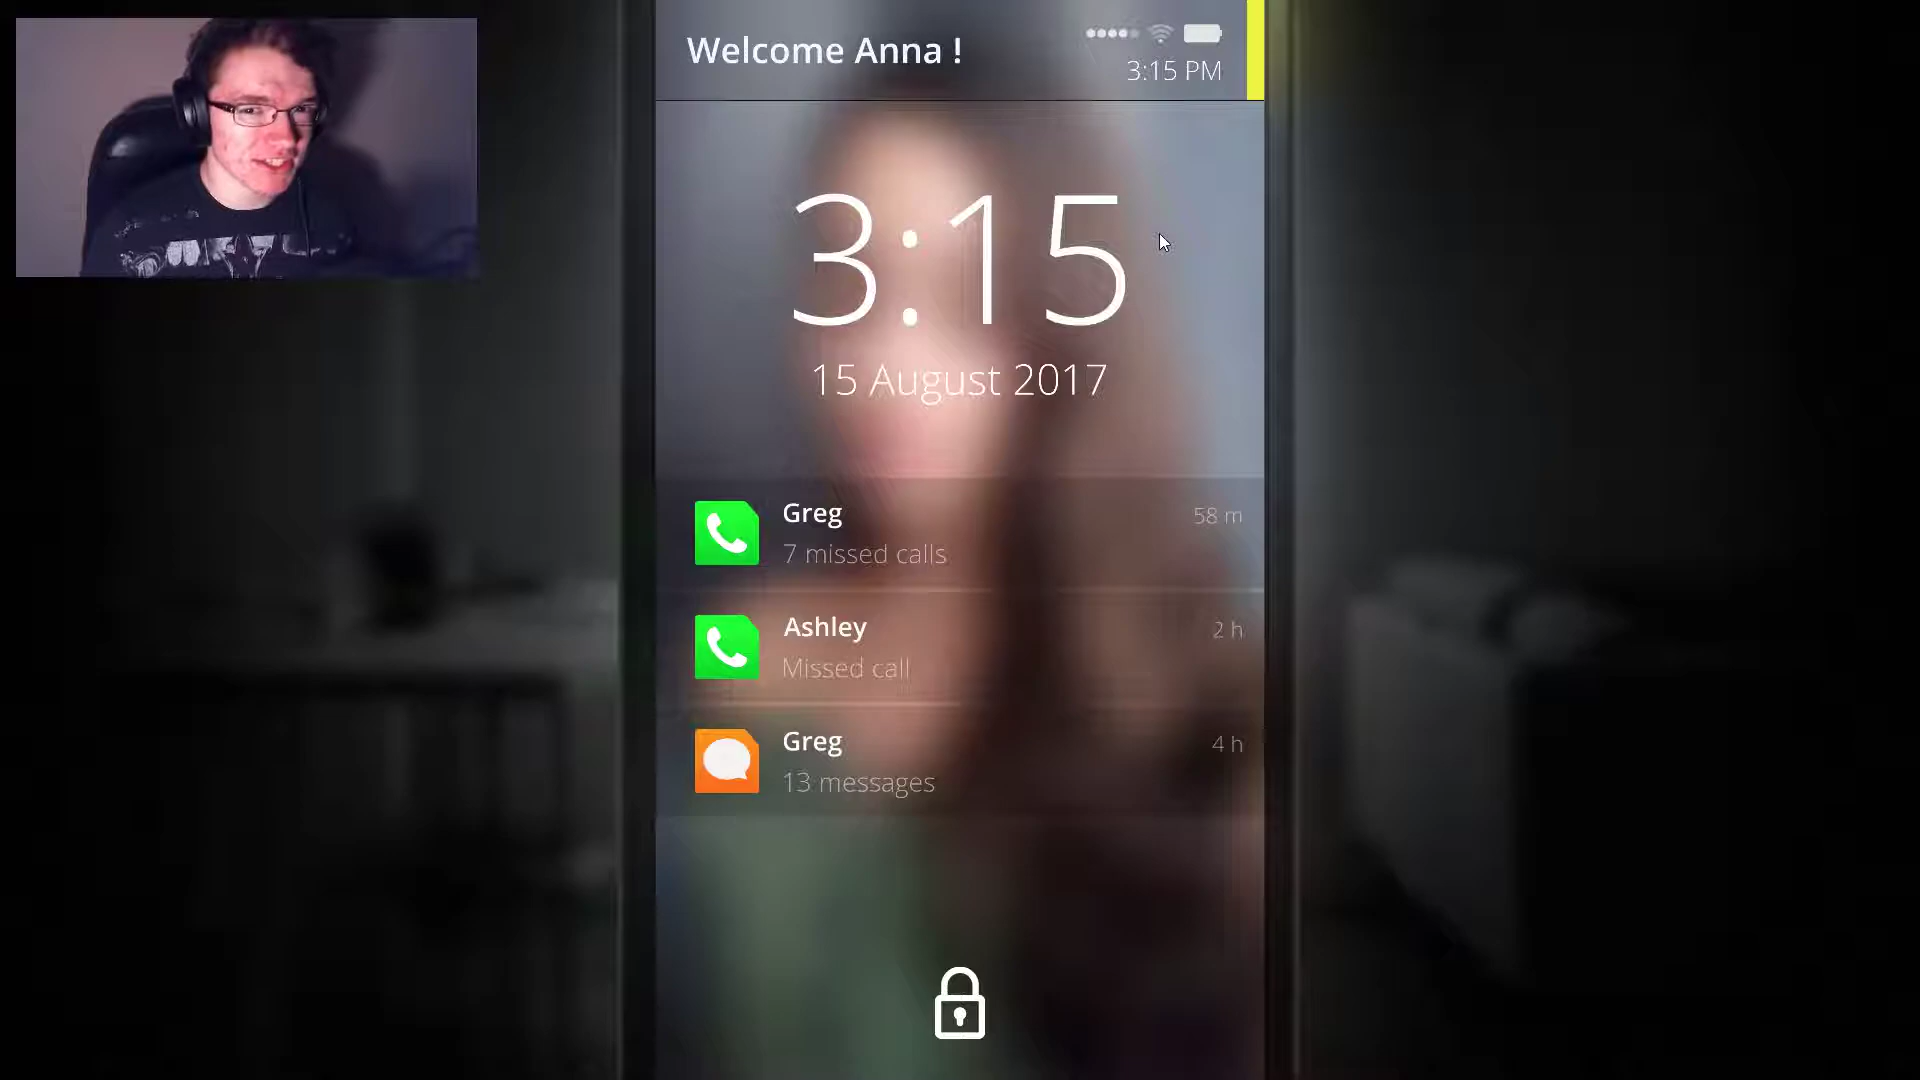 Welcome Anna !
3:15 PM
3:15
15 August 2017
Greg
58 m
7 missed calls
Ashley
2 h
Missed call
Greg
4 h
13 messages